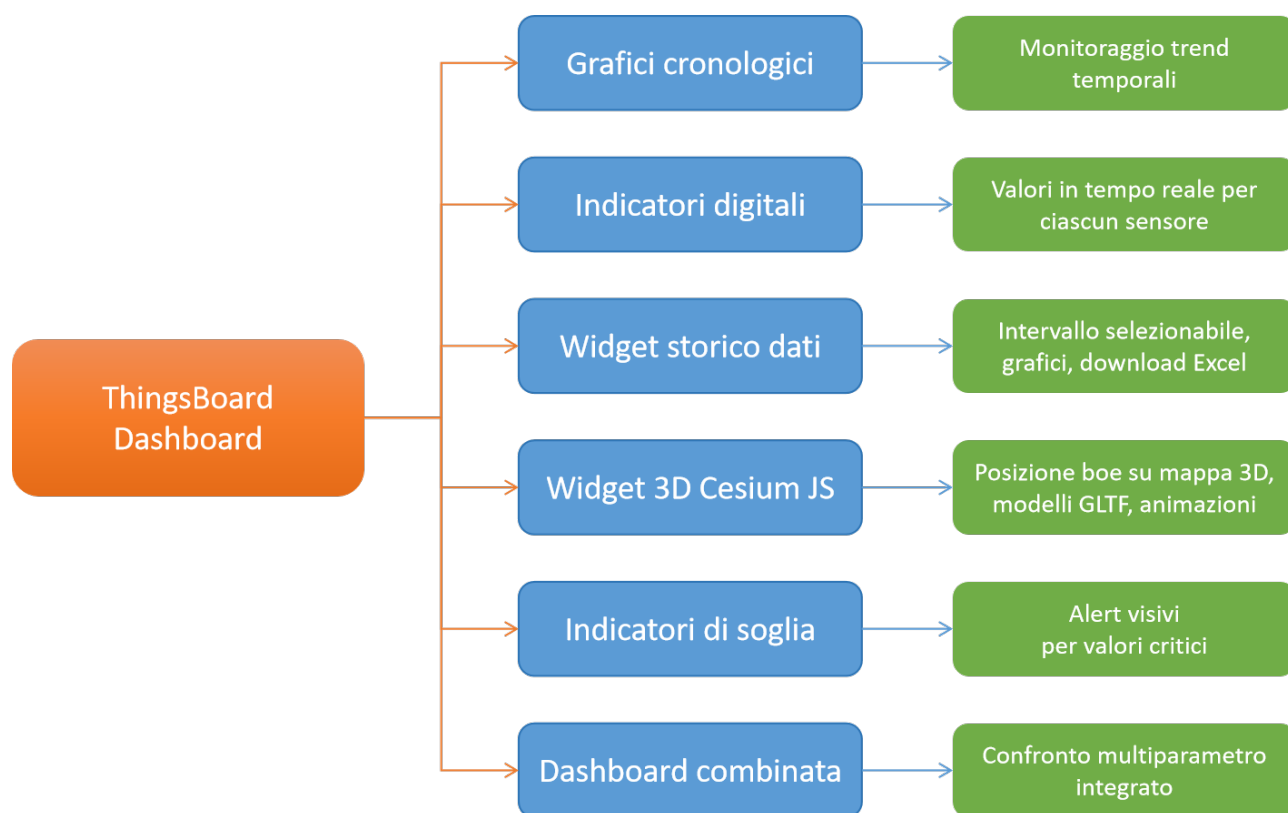 Grafici cronologici
Monitoraggio trend
temporali
Indicatori digitali
Valori in tempo reale per
ciascun sensore
Widget storico dati
Intervallo selezionabile,
grafici, download Excel
ThingsBoard
Dashboard
Widget 3D Cesium JS
Posizione boe su mappa 3D,
modelli GLTF, animazioni
Indicatori di soglia
Alert visivi
per valori critici
Dashboard combinata
Confronto multiparametro
integrato